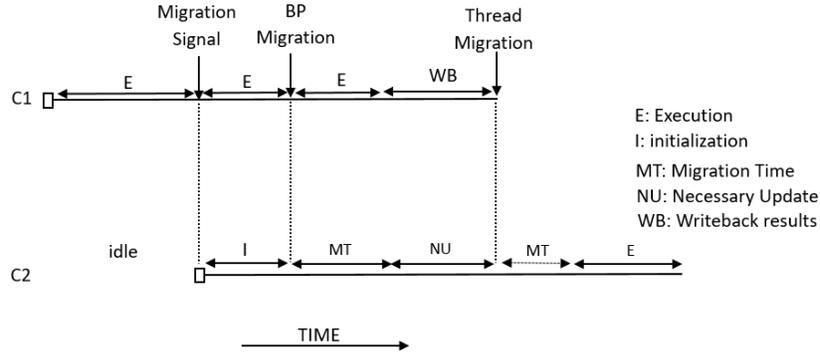 Migration
Signal
BP
Migration
Thread
Migration
E
E
E
WB
C1
E: Execution
I: initialization
MT: Migration Time
NU: Necessary Update
WB: Writeback results
idle
I
MT
NU
MT
E
C2
TIME